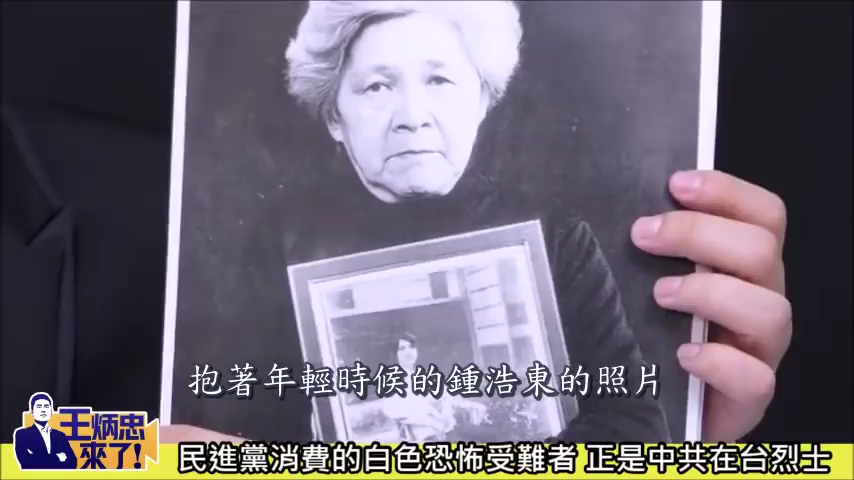 抱著年輕時候的鍾浩東的照片
王炳忠
來了!
民進黨消費的白色恐怖受難者 正是中共在台烈士